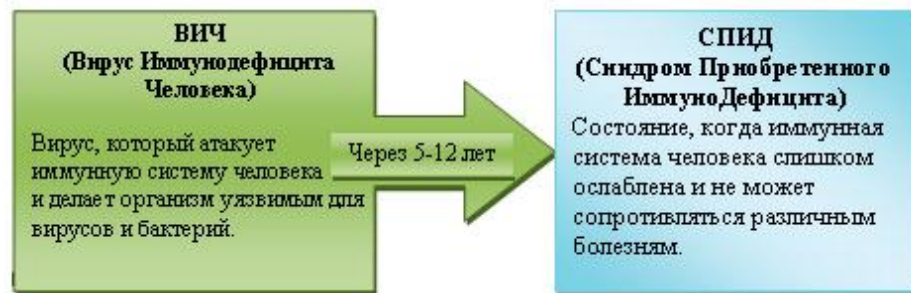 ВИЧ
(Вирус Иммунодефицита
Человека)
Вирус, который атакует
иммунную систему человека
и делает организм уязвимым для
вирусов и бактерий.
Через 5-12 лет
СПИД
(Синдром Приобретенного
ИммуноДефицита)
Состояние, когда иммунная
система человека слишком
ослаблена и не может
сопротивляться различным
болезням.